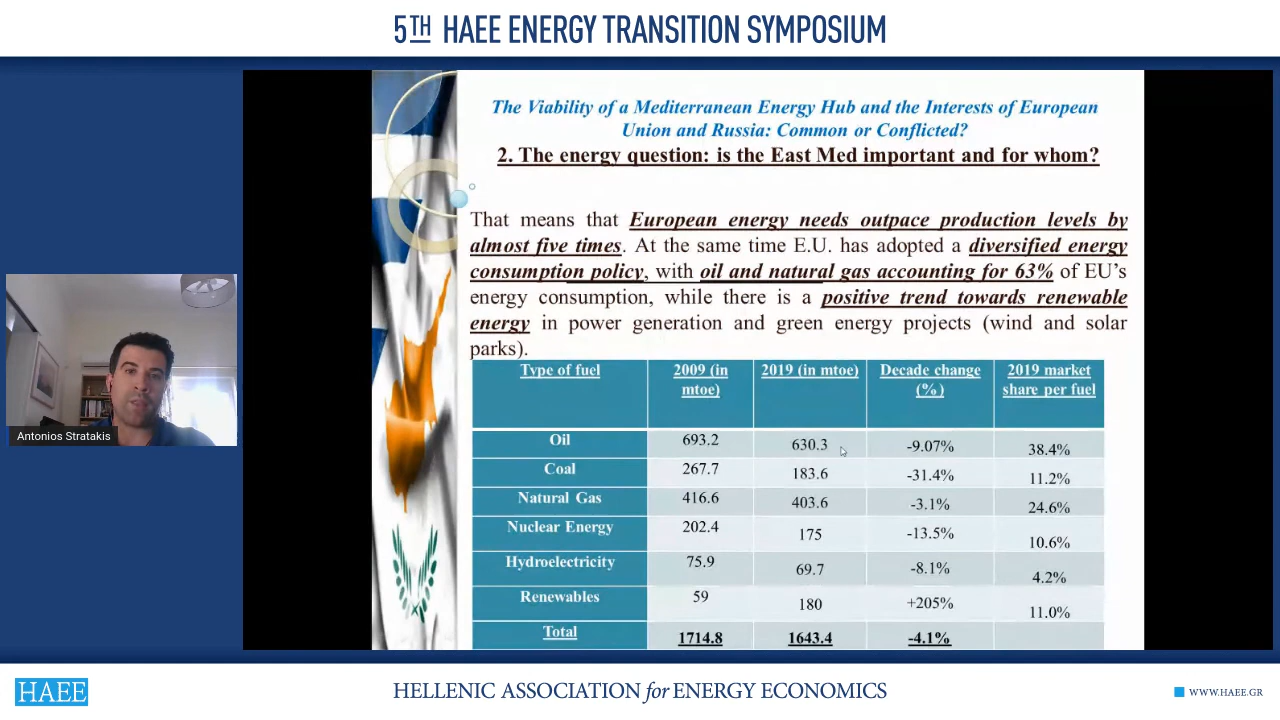 5TH HAEE ENERGY TRANSITION SYMPOSIUM
The Viability of a Mediterranean Energy Hub and the Interests of European
Union and Russia: Common or Conflicted?
2. The energy question: is the East Med important and for whom?
That means that European energy needs outpace production levels by
almost five times. At the same time E.U. has adopted a diversified energy
consumption policy, with oil and natural gas accounting for 63% of EU's
energy consumption, while there is a positive trend towards renewable
energy in power generation and green energy projects (wind and solar
parks).
Type of fuel 2009 (in mtoe) 2019 (in mtoe) Decade change (%) 2019 market share per fuel
Oil 693.2 630.3 -9.07% 38.4%
Coal 267.7 183.6 -31.4% 11.2%
Natural Gas 416.6 403.6 -3.1% 24.6%
Nuclear Energy 202.4 175 -13.5% 10.6%
Hydroelectricity 75.9 69.7 -8.1% 4.2%
Renewables 59 180 +205% 11.0%
Total 1714.8 1643.4 -4.1%
Antonios Stratakis
HAEE
HELLENIC ASSOCIATION for ENERGY ECONOMICS
WWW.HAEE.GR